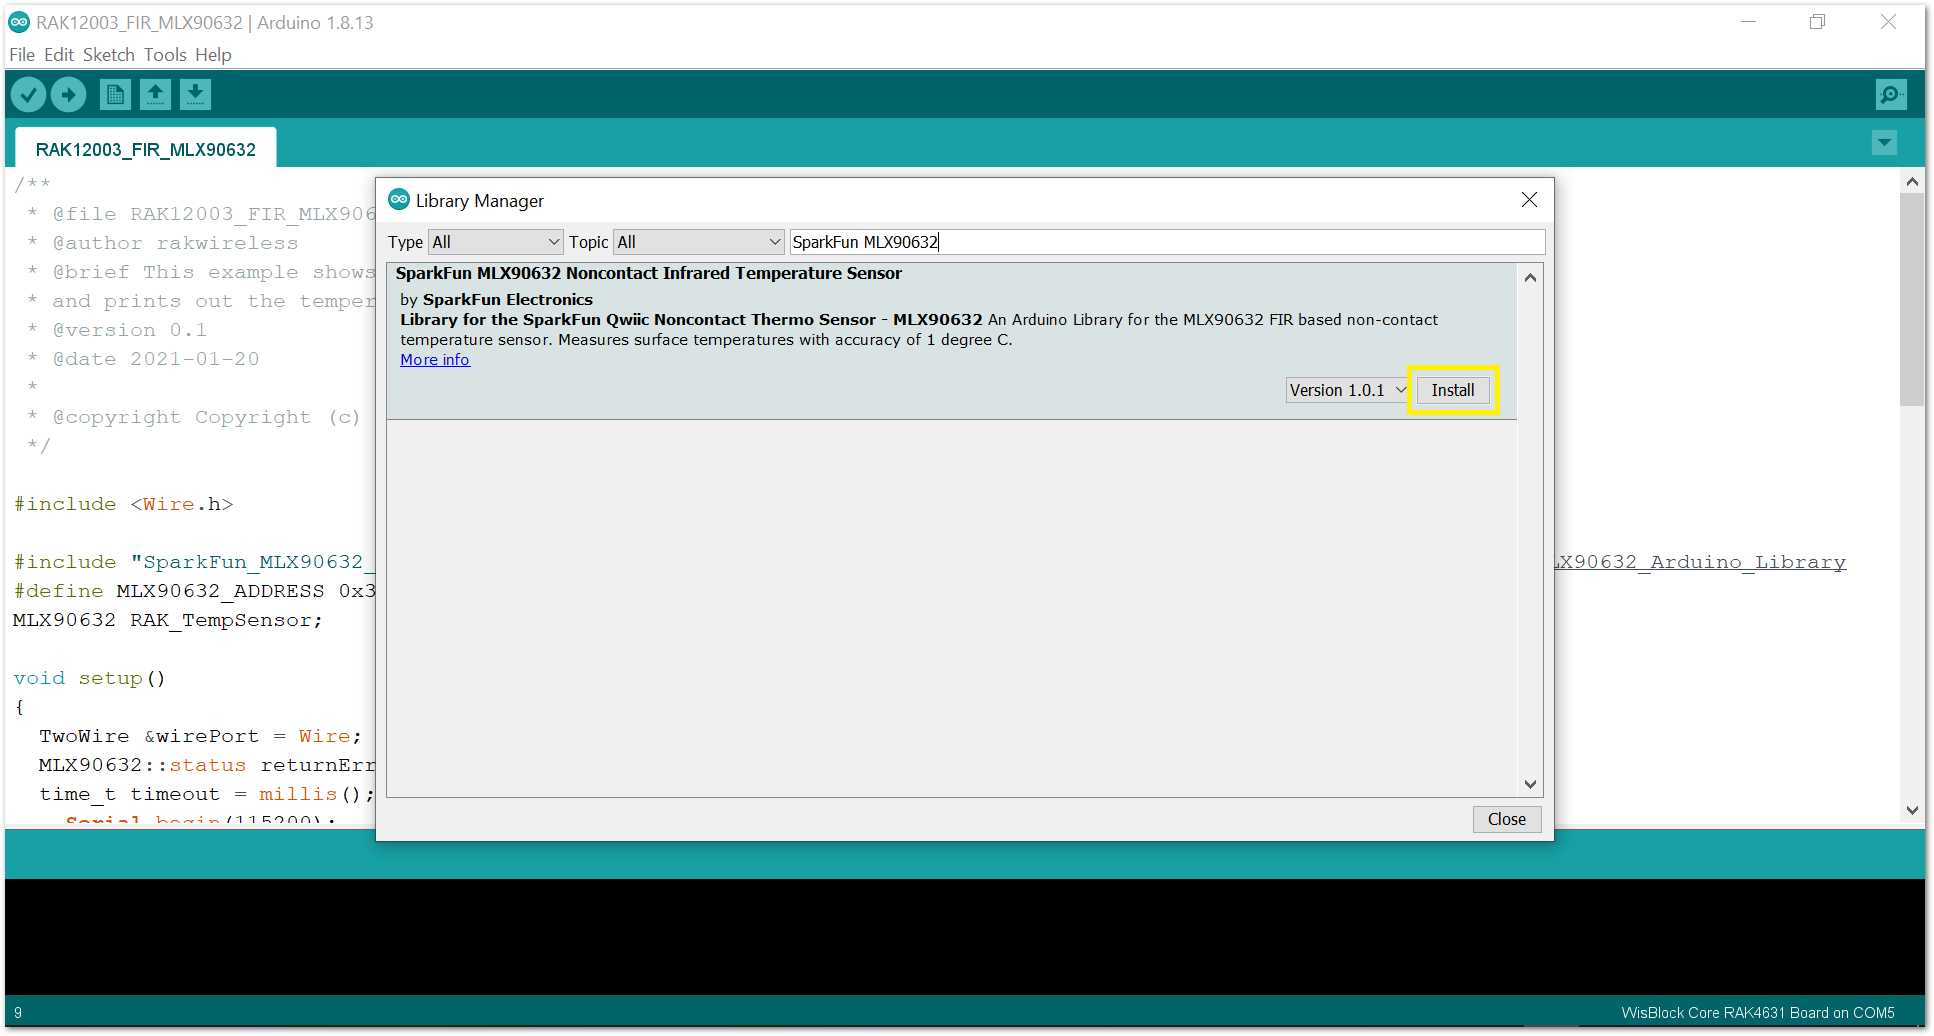 RAK12003_FIR_MLX90632 | Arduino 1.8.13
File Edit Sketch Tools Help
RAK12003_FIR_MLX90632
/**
* @file RAK12003_FIR_MLX906
* @author rakwireless
* @brief This example shows
* and prints out the temper
* @version 0.1
* @date 2021-01-20
*
* @copyright Copyright (c)
*/
#include <Wire.h>
#include "SparkFun_MLX90632_
LX90632_Arduino_Library
#define MLX90632_ADDRESS 0x3
MLX90632 RAK_TempSensor;
void setup()
{
TwoWire &wirePort = Wire;
MLX90632::status returnErr
time_t timeout = millis();
Serial.begin(115200);
Library Manager
Type All Topic All SparkFun MLX90632
SparkFun MLX90632 Noncontact Infrared Temperature Sensor
by SparkFun Electronics
Library for the SparkFun Qwiic Noncontact Thermo Sensor - MLX90632 An Arduino Library for the MLX90632 FIR based non-contact
temperature sensor. Measures surface temperatures with accuracy of 1 degree C.
More info
Version 1.0.1 Install
Close
9 WisBlock Core RAK4631 Board on COM5